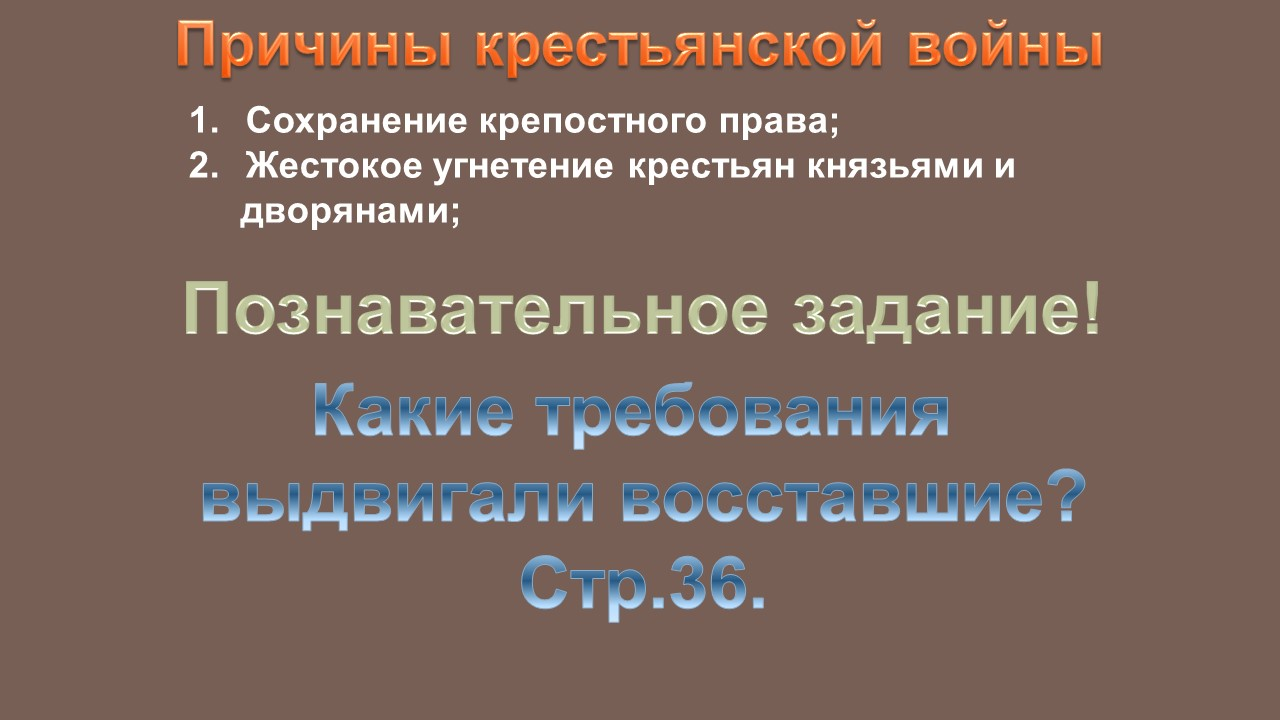 Причины крестьянской войны
1. Сохранение крепостного права;
2. Жестокое угнетение крестьян князьями и
дворянами;
Познавательное задание!
Какие требования
выдвигали восставшие?
Стр.36.